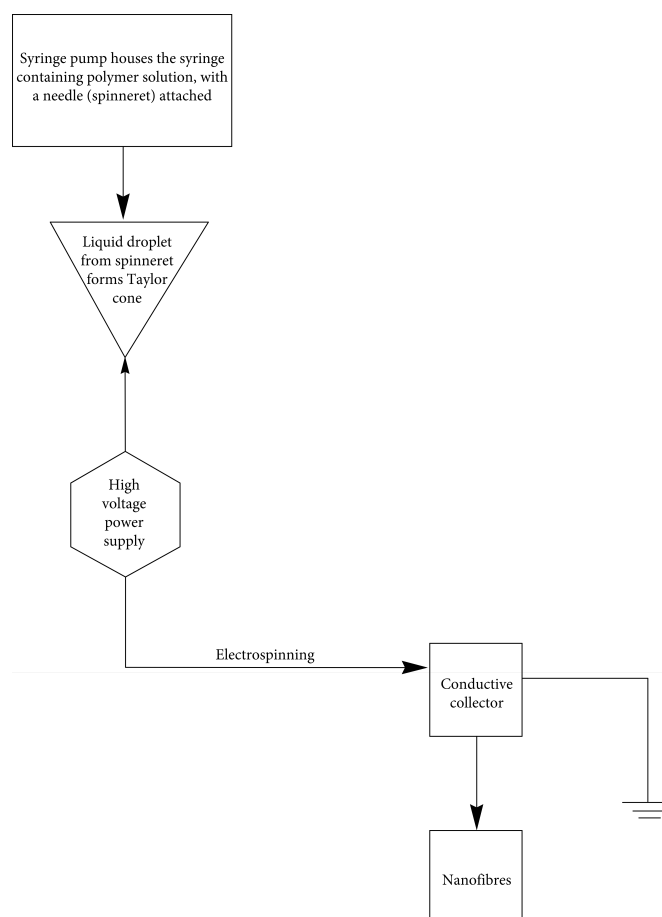 Syringe pump houses the syringe
containing polymer solution, with
a needle (spinneret) attached
Liquid droplet
from spinneret
forms Taylor
cone
High
voltage
power
supply
Electrospinning
Conductive
collector
Nanofibres